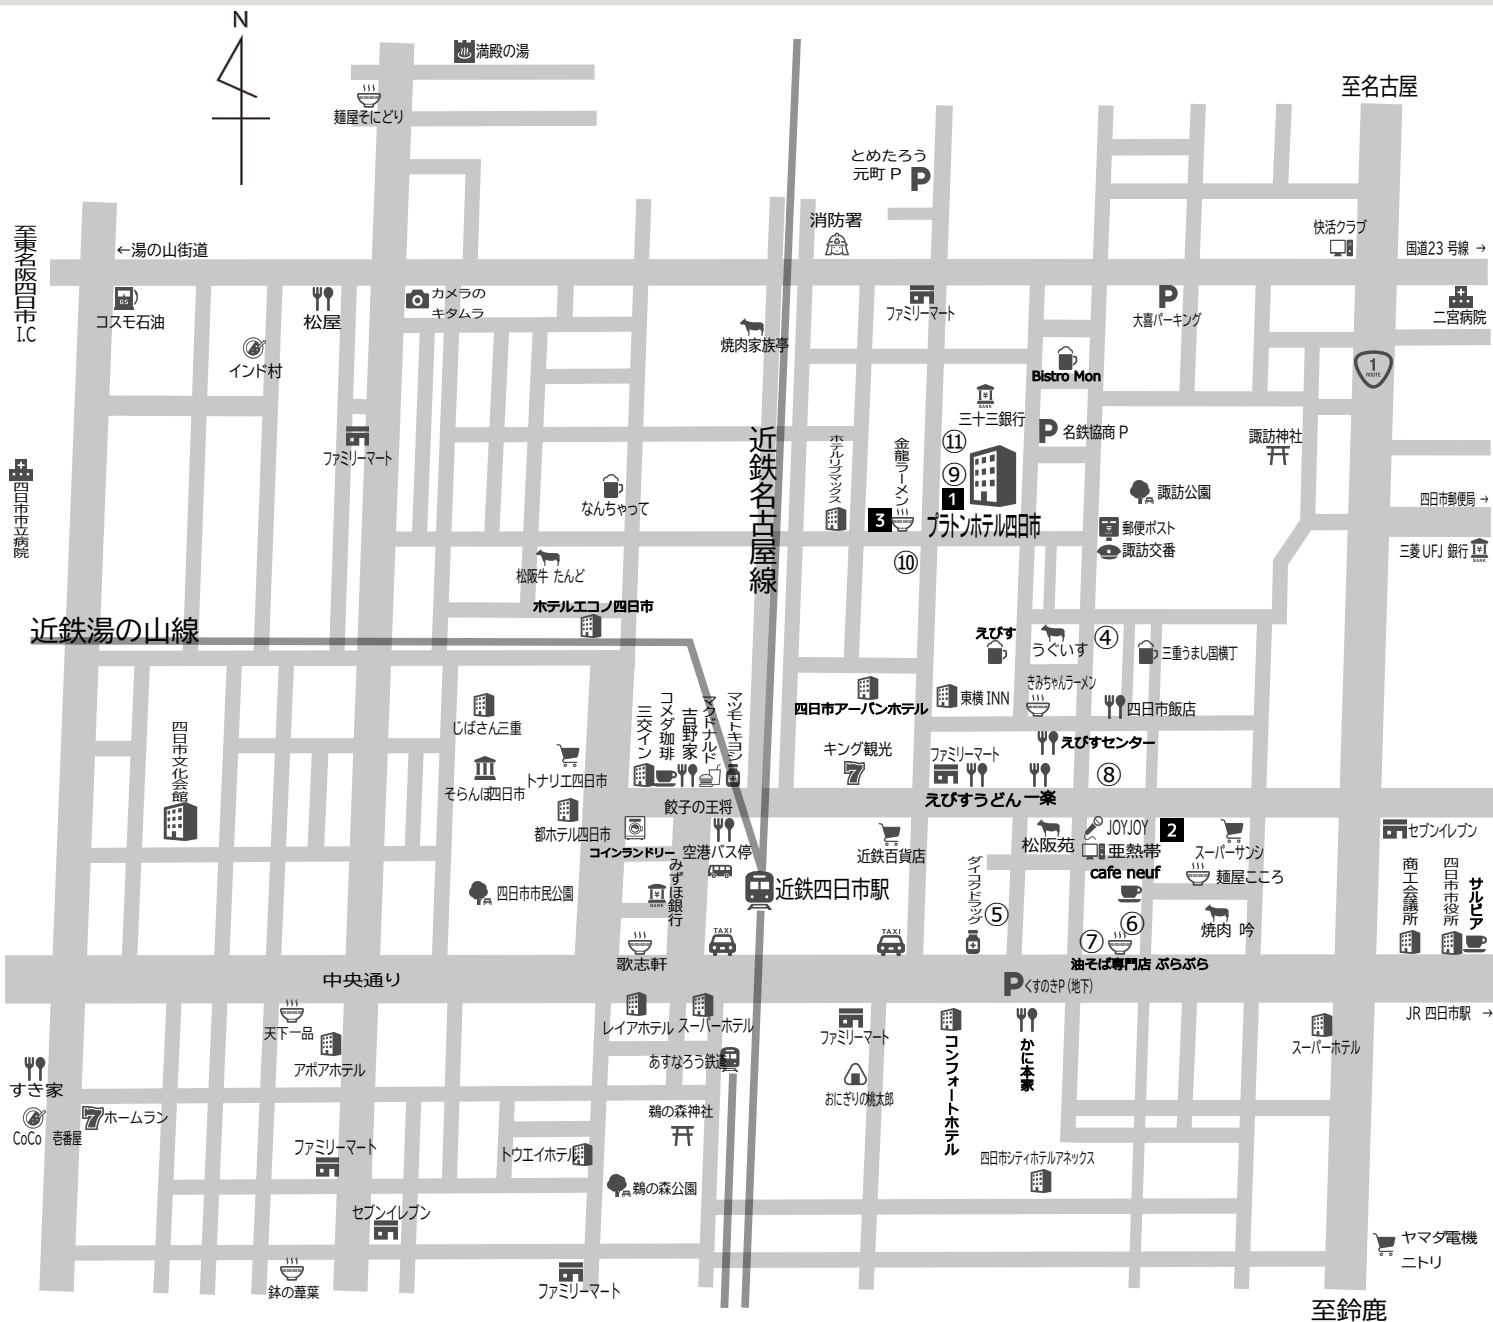 N
満殿の湯
麺屋そにどり
至名古屋
とめたろう
元町 P
P
消防署
快活クラブ
至東名阪四日市
I.C
←湯の山街道
国道23 号線 →
コスモ石油
GS
松屋
カメラの
キタムラ
ファミリーマート
P
大喜パーキング
二宮病院
インド村
焼肉家族亭
Bistro Mon
1
ROUTE
BANK
三十三銀行
ファミリーマート
近鉄名古屋線
ホテルリブマックス
金龍ラーメン
⑪
P 名鉄協商 P
諏訪神社
四日市市立病院
なんちゃって
⑨
1
3
プラトンホテル四日市
諏訪公園
郵便ポスト
諏訪交番
四日市郵便局 →
三菱UFJ 銀行
BANK
松阪牛 たんど
⑩
ホテルエコノ四日市
近鉄湯の山線
えびす
うぐいす
④
三重うまし国横丁
きみちゃんラーメン
東横 INN
四日市アーバンホテル
四日市飯店
四日市文化会館
じばさん三重
三交イン
コメダ珈琲
吉野家
マクドナルド
マツモトキヨシ
キング観光
7
ファミリーマート
えびすセンター
そらんぽ四日市
トナリエ四日市
えびすうどん
一楽
⑧
都ホテル四日市
餃子の王将
コインランドリー
空港バス停
近鉄百貨店
松阪苑
JOYJOY
2
亜熱帯
スーパーサンシ
セブンイレブン
cafe neuf
麺屋こころ
ダイコクドラッグ
商工会議所
四日市市役所
サルビア
四日市市民公園
みずほ銀行
BANK
近鉄四日市駅
⑤
⑥
焼肉 吟
TAXI
TAXI
⑦
歌志軒
油そば専門店 ぶらぶら
中央通り
P くすのきP (地下)
天下一品
レイアホテル
スーパーホテル
ファミリーマート
JR 四日市駅 →
アポアホテル
あすなろう鉄道
コンフォートホテル
かに本家
スーパーホテル
すき家
おにぎりの桃太郎
CoCo 壱番屋
7
ホームラン
鵜の森神社
ファミリーマート
トウエイホテル
四日市シティホテルアネックス
鵜の森公園
セブンイレブン
鉢の葦葉
ファミリーマート
ヤマダ電機
ニトリ
至鈴鹿